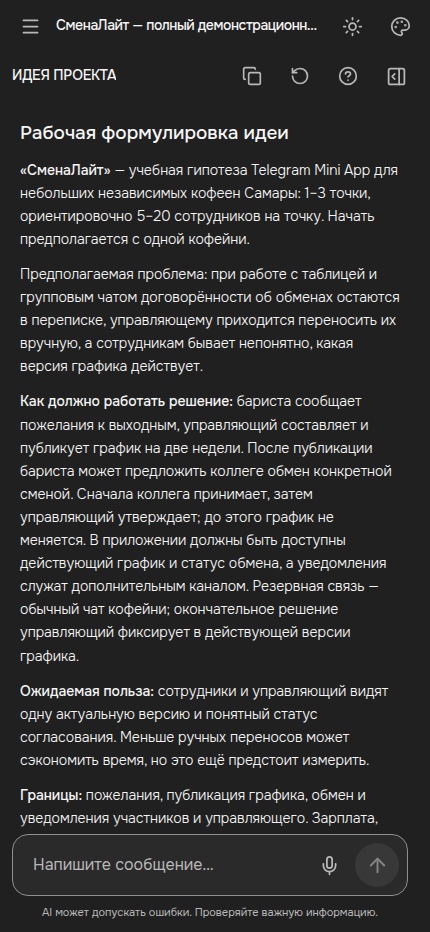 СменаЛайт — полный демонстрационн...
ИДЕЯ ПРОЕКТА
Рабочая формулировка идеи
«СменаЛайт» — учебная гипотеза Telegram Mini App для
небольших независимых кофеен Самары: 1–3 точки,
ориентировочно 5–20 сотрудников на точку. Начать
предполагается с одной кофейни.
Предполагаемая проблема: при работе с таблицей и
групповым чатом договорённости об обменах остаются
в переписке, управляющему приходится переносить их
вручную, а сотрудникам бывает непонятно, какая
версия графика действует.
Как должно работать решение: бариста сообщает
пожелания к выходным, управляющий составляет и
публикует график на две недели. После публикации
бариста может предложить коллеге обмен конкретной
сменой. Сначала коллега принимает, затем
управляющий утверждает; до этого график не
меняется. В приложении должны быть доступны
действующий график и статус обмена, а уведомления
служат дополнительным каналом. Резервная связь —
обычный чат кофейни; окончательное решение
управляющий фиксирует в действующей версии
графика.
Ожидаемая польза: сотрудники и управляющий видят
одну актуальную версию и понятный статус
согласования. Меньше ручных переносов может
сэкономить время, но это ещё предстоит измерить.
Границы: пожелания, публикация графика, обмен и
уведомления участников и управляющего. Зарплата,
Напишите сообщение...
AI может допускать ошибки. Проверяйте важную информацию.